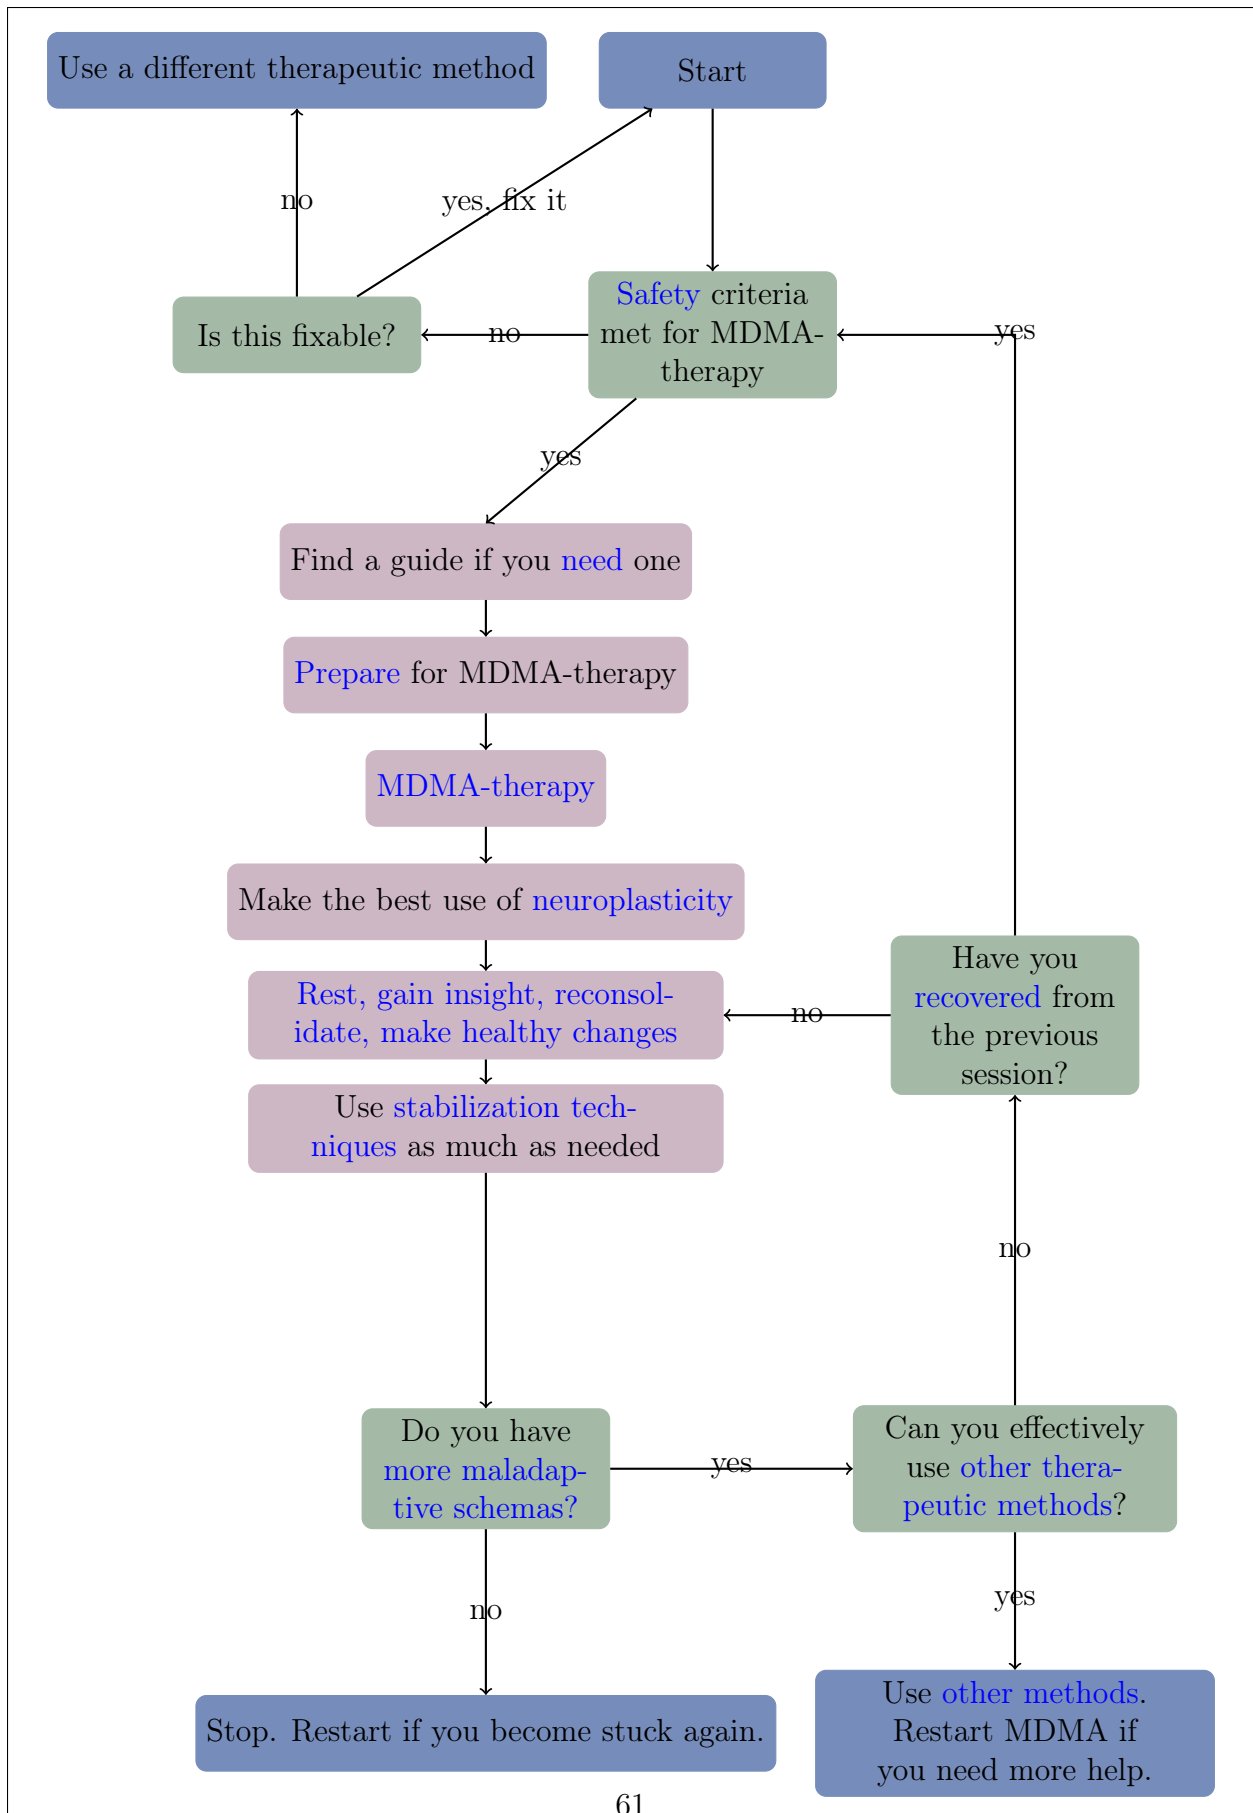 Use a different therapeutic method
Start
no
yes, fix it
Is this fixable?
no
Safety criteria
met for MDMA-
therapy
yes
yes
Find a guide if you need one
Prepare for MDMA-therapy
MDMA-therapy
Make the best use of neuroplasticity
Rest, gain insight, reconsol-
idate, make healthy changes
no
Have you
recovered from
the previous
session?
Use stabilization tech-
niques as much as needed
no
Do you have
more maladap-
tive schemas?
yes
Can you effectively
use other thera-
peutic methods?
no
yes
Stop. Restart if you become stuck again.
Use other methods.
Restart MDMA if
you need more help.
61